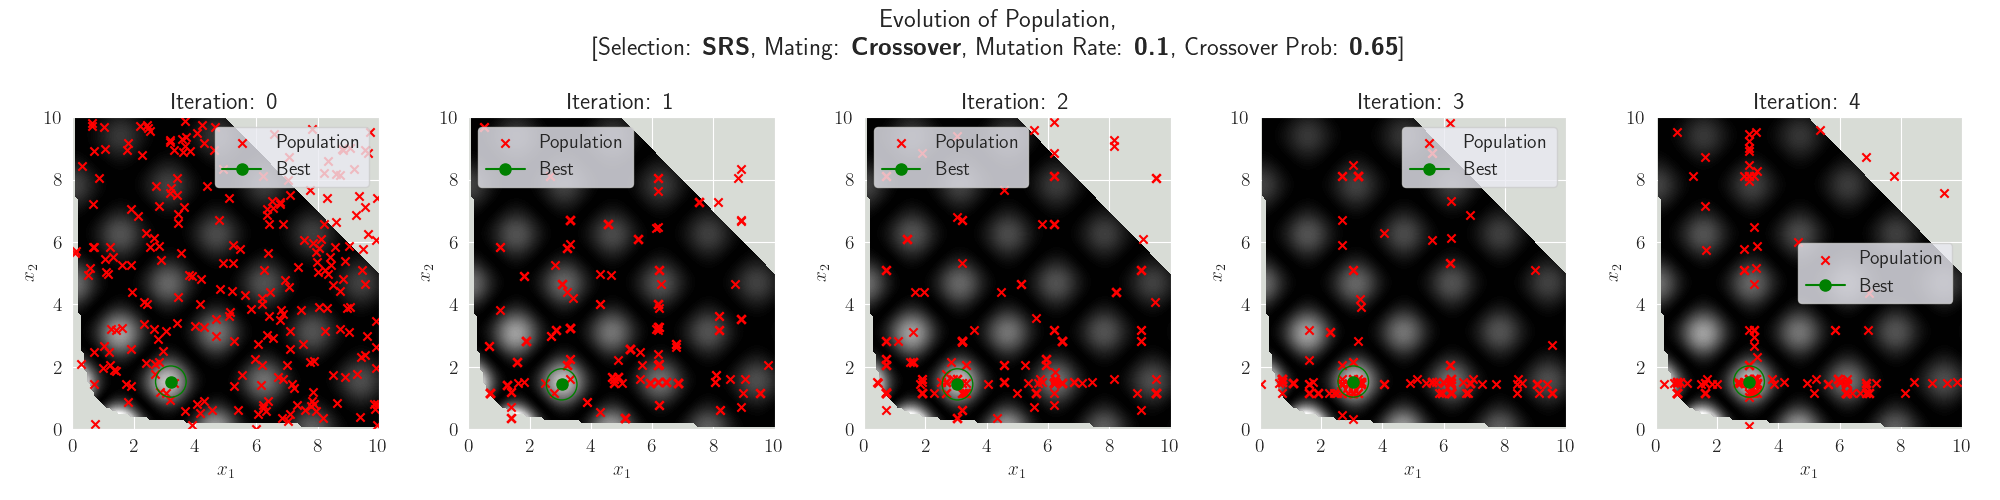 Evolution of Population,
[Selection: SRS, Mating: Crossover, Mutation Rate: 0.1, Crossover Prob: 0.65]
Iteration: 0
10
8
6
4
2
0
x2
Population
Best
0 2 4 6 8 10
x1
Iteration: 1
10
8
6
4
2
0
x2
Population
Best
0 2 4 6 8 10
x1
Iteration: 2
10
8
6
4
2
0
x2
Population
Best
0 2 4 6 8 10
x1
Iteration: 3
10
8
6
4
2
0
x2
Population
Best
0 2 4 6 8 10
x1
Iteration: 4
10
8
6
4
2
0
x2
Population
Best
0 2 4 6 8 10
x1